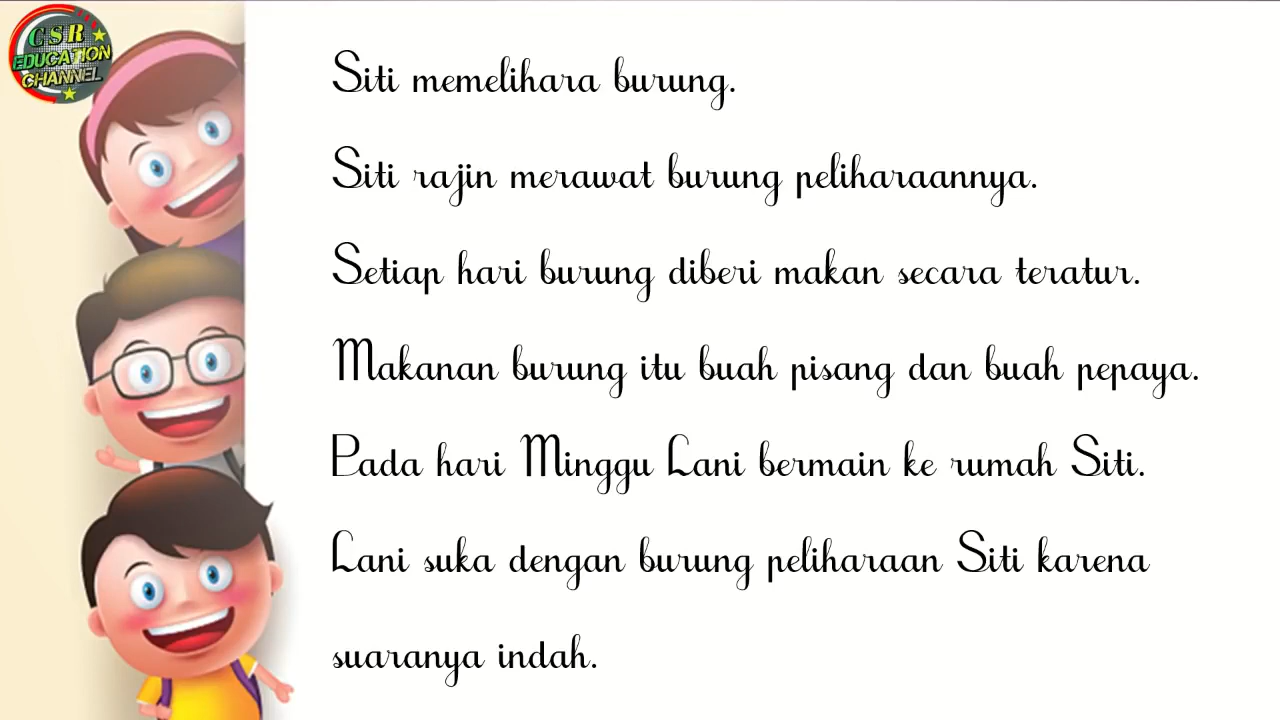 CSR
EDUCATION
CHANNEL
Siti memelihara burung.
Siti rajin merawat burung peliharaannya.
Setiap hari burung diberi makan secara teratur.
Makanan burung itu buah pisang dan buah pepaya.
Pada hari Minggu Lani bermain ke rumah Siti.
Lani suka dengan burung peliharaan Siti karena
suaranya indah.